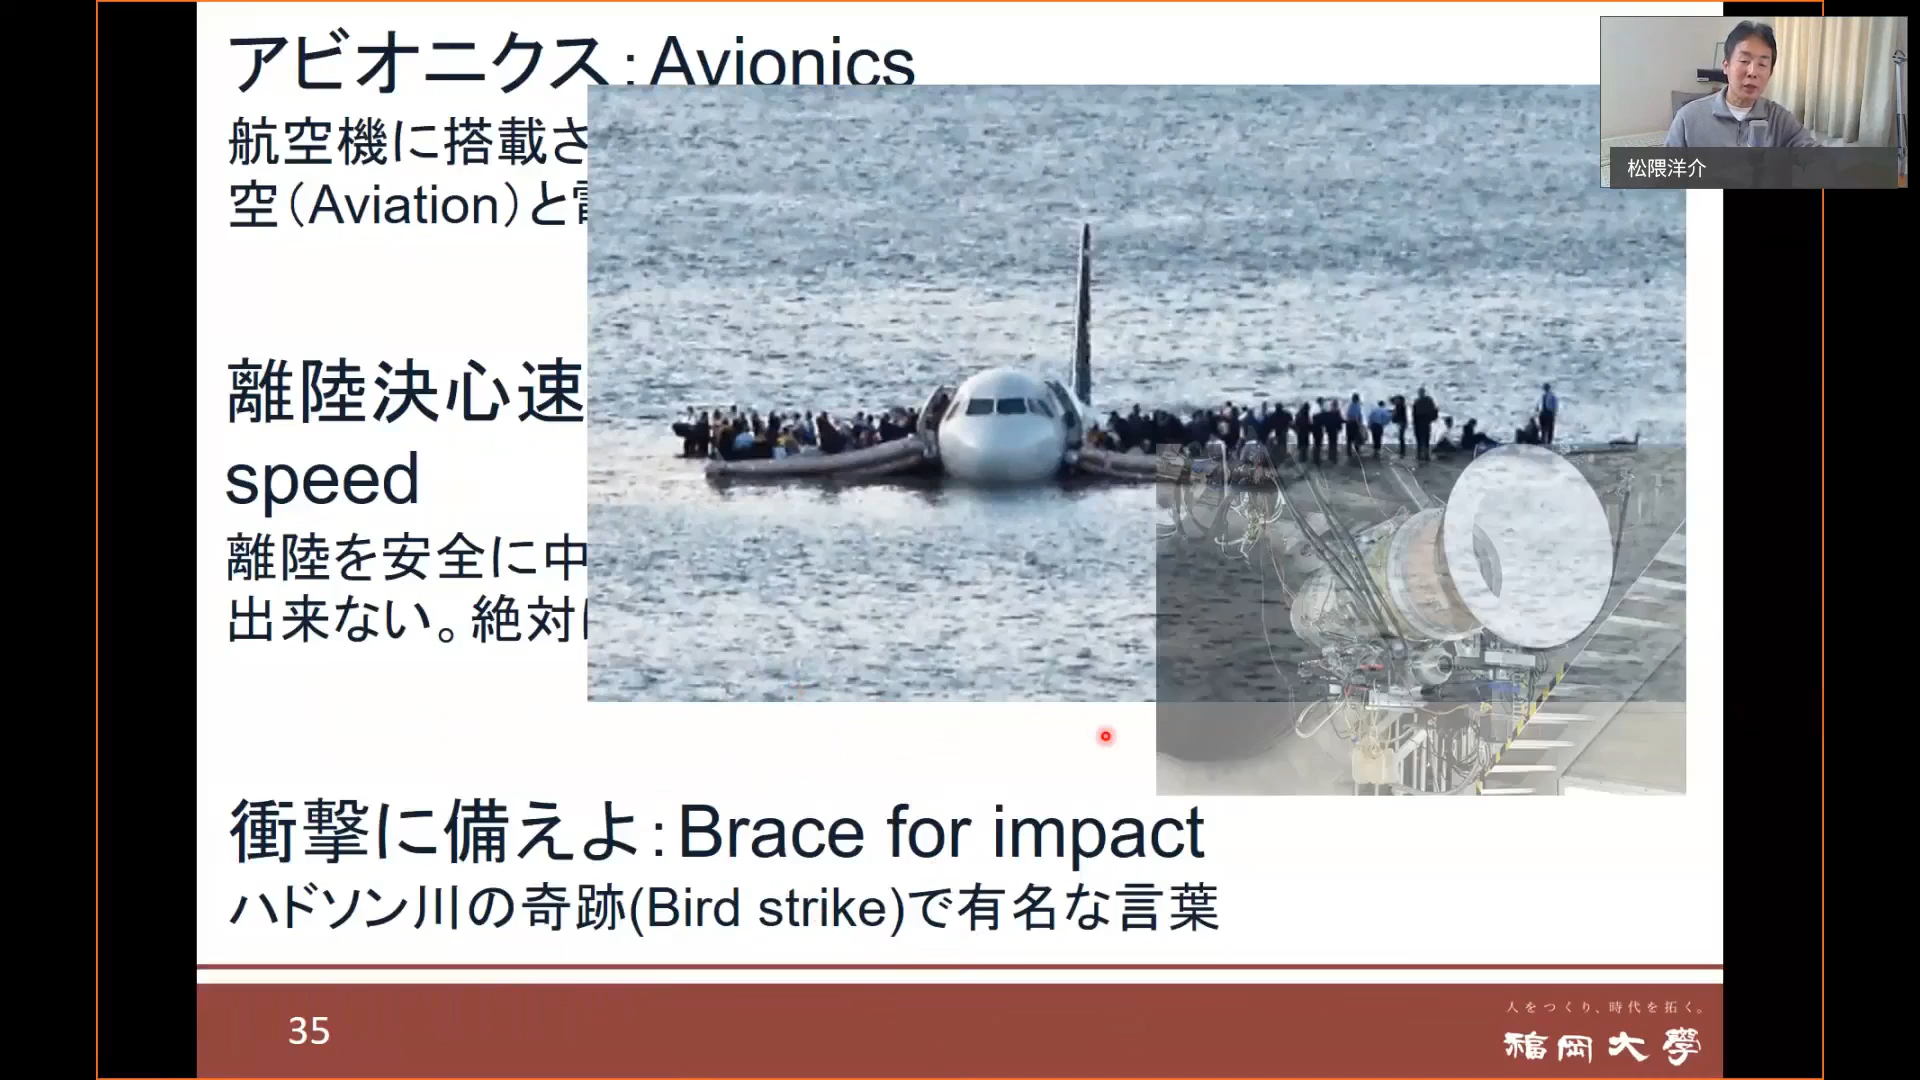 アビオニクス：Avionics
航空機に搭載さ
空（Aviation）と
離陸決心速
speed
離陸を安全に中
出来ない。絶対
衝撃に備えよ：Brace for impact
ハドソン川の奇跡(Bird strike)で有名な言葉
35
人をつくり、時代を拓く。
福岡大學
松隈洋介